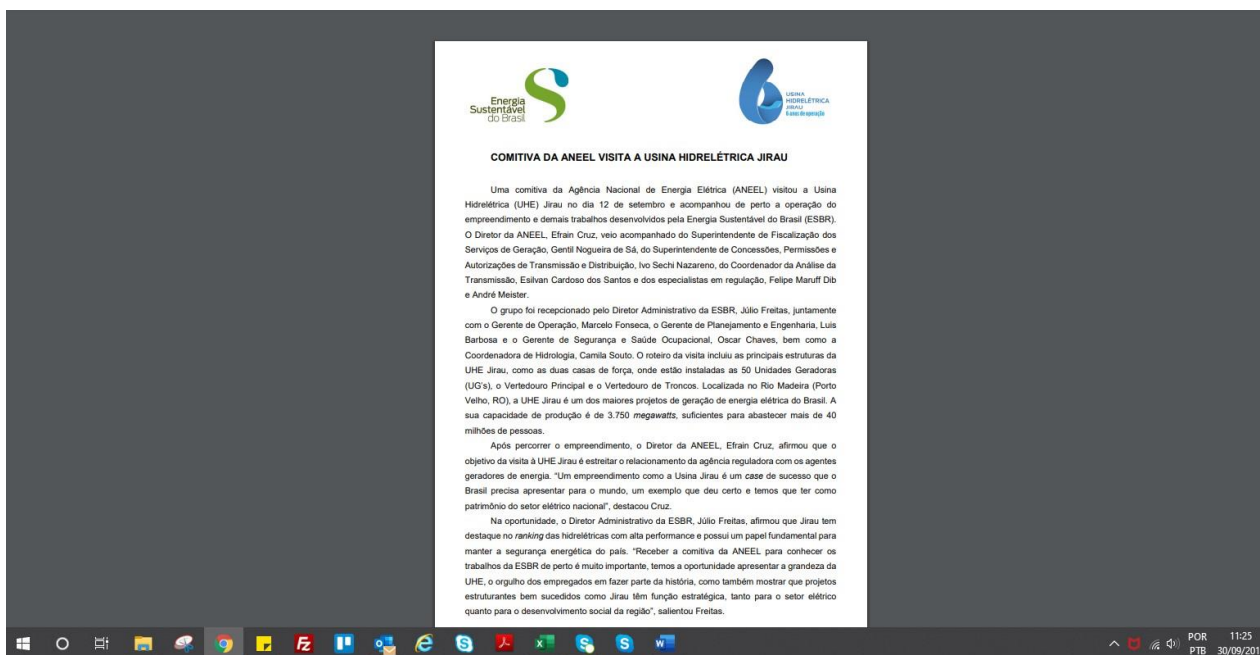 Energia
Sustentável
do Brasil
USINA
HIDRELÉTRICA
JIRAU
6 anos de operação
COMITIVA DA ANEEL VISITA A USINA HIDRELÉTRICA JIRAU
Uma comitiva da Agência Nacional de Energia Elétrica (ANEEL) visitou a Usina
Hidrelétrica (UHE) Jirau no dia 12 de setembro e acompanhou de perto a operação do
empreendimento e demais trabalhos desenvolvidos pela Energia Sustentável do Brasil (ESBR).
O Diretor da ANEEL, Efrain Cruz, veio acompanhado do Superintendente de Fiscalização dos
Serviços de Geração, Gentil Nogueira de Sá, do Superintendente de Concessões, Permissões e
Autorizações de Transmissão e Distribuição, Ivo Sechi Nazareno, do Coordenador da Análise da
Transmissão, Esilvan Cardoso dos Santos e dos especialistas em regulação, Felipe Maruff Dib
e André Meister.
O grupo foi recepcionado pelo Diretor Administrativo da ESBR, Júlio Freitas, juntamente
com o Gerente de Operação, Marcelo Fonseca, o Gerente de Planejamento e Engenharia, Luis
Barbosa e o Gerente de Segurança e Saúde Ocupacional, Oscar Chaves, bem como a
Coordenadora de Hidrologia, Camila Souto. O roteiro da visita incluiu as principais estruturas da
UHE Jirau, como as duas casas de força, onde estão instaladas as 50 Unidades Geradoras
(UG's), o Vertedouro Principal e o Vertedouro de Troncos. Localizada no Rio Madeira (Porto
Velho, RO), a UHE Jirau é um dos maiores projetos de geração de energia elétrica do Brasil. A
sua capacidade de produção é de 3.750 megawatts, suficientes para abastecer mais de 40
milhões de pessoas.
Após percorrer o empreendimento, o Diretor da ANEEL, Efrain Cruz, afirmou que o
objetivo da visita à UHE Jirau é estreitar o relacionamento da agência reguladora com os agentes
geradores de energia. “Um empreendimento como a Usina Jirau é um case de sucesso que o
Brasil precisa apresentar para o mundo, um exemplo que deu certo e temos que ter como
patrimônio do setor elétrico nacional”, destacou Cruz.
Na oportunidade, o Diretor Administrativo da ESBR, Júlio Freitas, afirmou que Jirau tem
destaque no ranking das hidrelétricas com alta performance e possui um papel fundamental para
manter a segurança energética do país. “Receber a comitiva da ANEEL para conhecer os
trabalhos da ESBR de perto é muito importante, temos a oportunidade apresentar a grandeza da
UHE, o orgulho dos empregados em fazer parte da história, como também mostrar que projetos
estruturantes bem sucedidos como Jirau têm função estratégica, tanto para o setor elétrico
quanto para o desenvolvimento social da região”, salientou Freitas.
POR 11:25
PTB 30/09/201